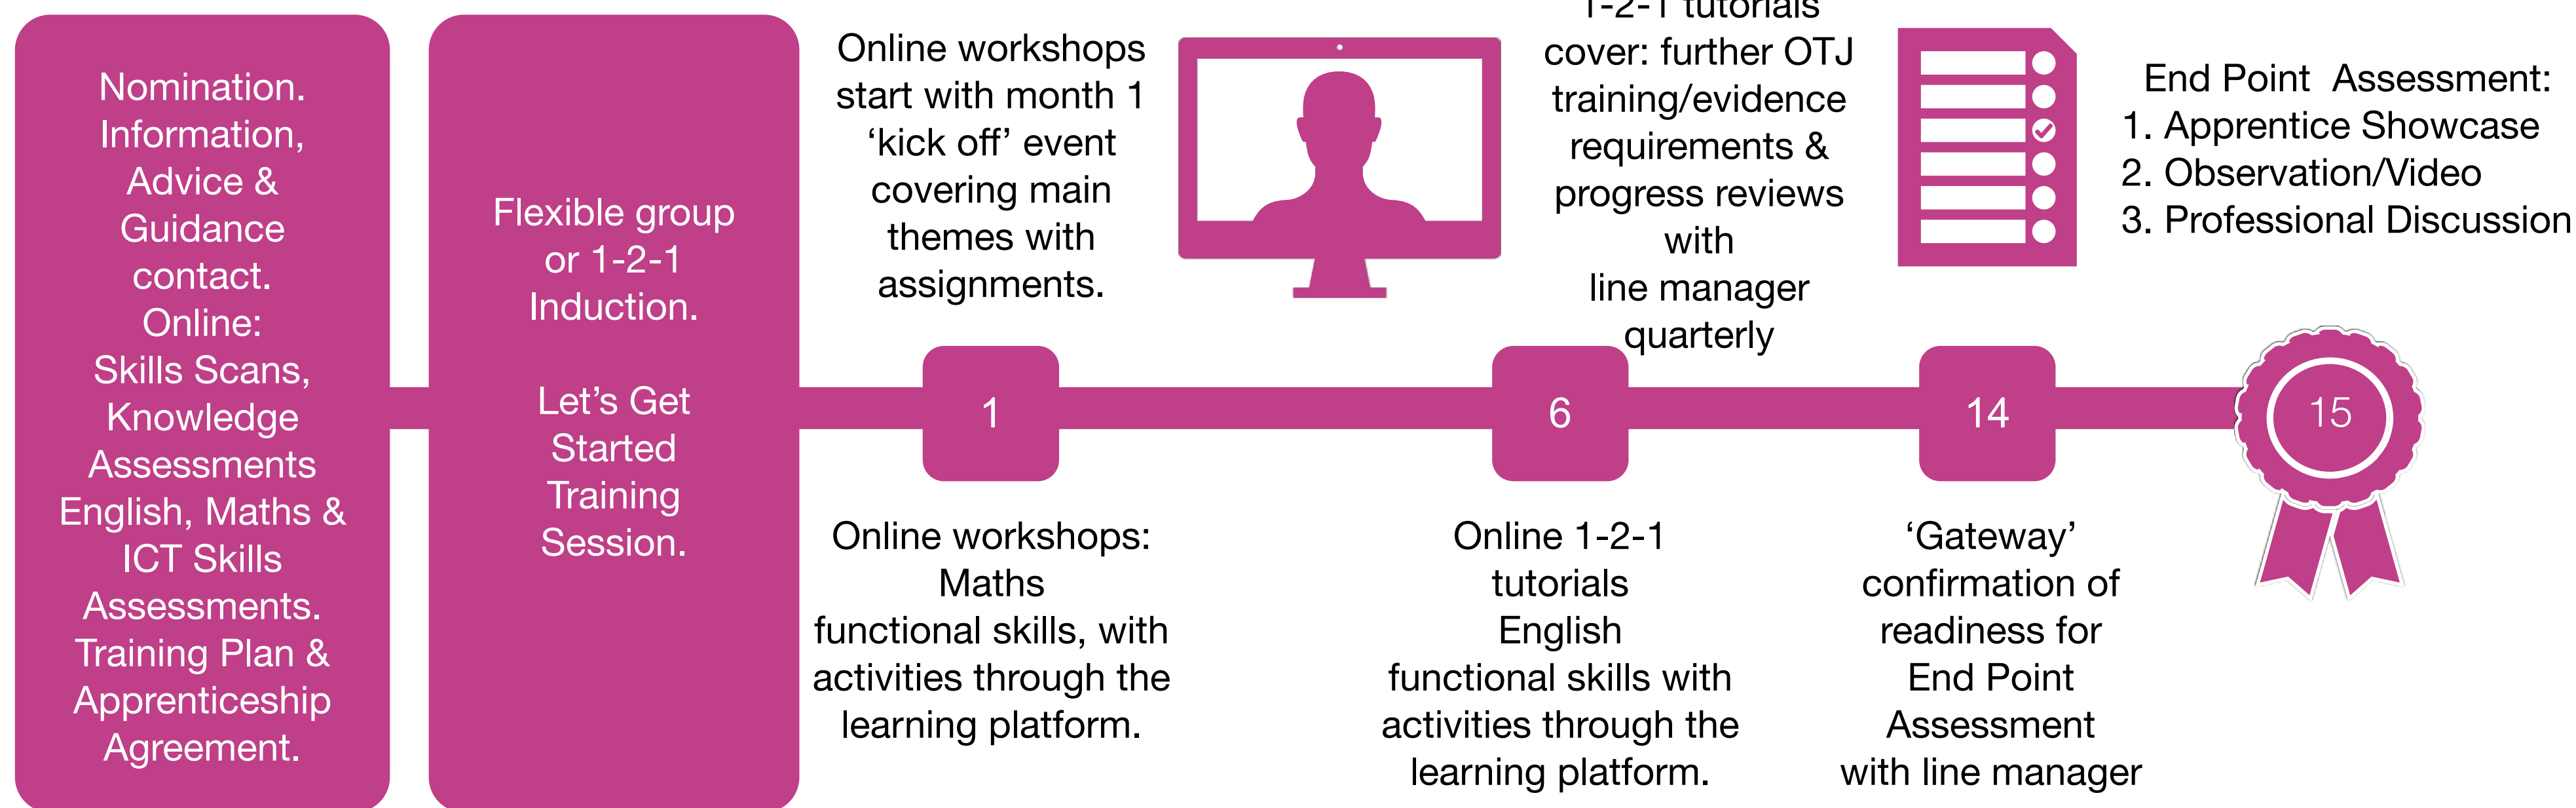 Nomination.
Information,
Advice &
Guidance
contact.
Online:
Skills Scans,
Knowledge
Assessments
English, Maths &
ICT Skills
Assessments.
Training Plan &
Apprenticeship
Agreement.
Flexible group
or 1-2-1
Induction.
Let’s Get
Started
Training
Session.
Online workshops
start with month 1
‘kick off’ event
covering main
themes with
assignments.
1-2-1 tutorials
cover: further OTJ
training/evidence
requirements &
progress reviews
with
line manager
quarterly
End Point  Assessment:
1. Apprentice Showcase
2. Observation/Video
3. Professional Discussion
1
6
14
15
Online workshops:
Maths
functional skills, with
activities through the
learning platform.
Online 1-2-1
tutorials
English
functional skills with
activities through the
learning platform.
‘Gateway’
confirmation of
readiness for
End Point
Assessment
with line manager